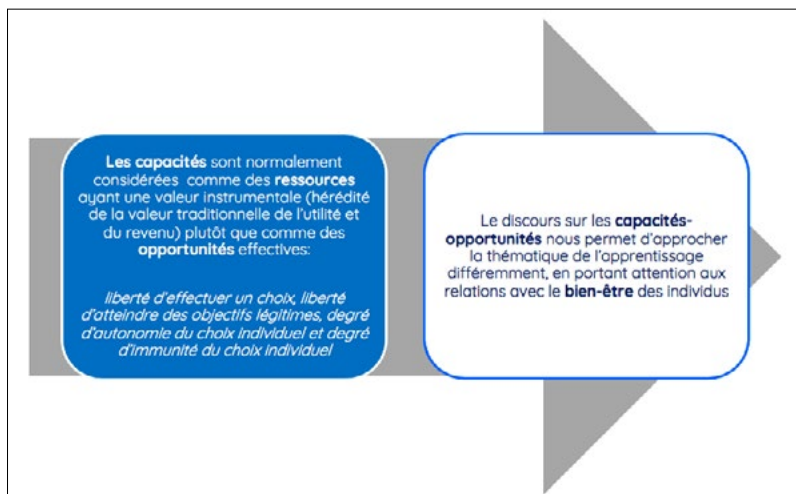 Les capacités sont normalement
considérées comme des ressources
ayant une valeur instrumentale (hérédité
de la valeur traditionnelle de l'utilité et
du revenu) plutôt que comme des
opportunités effectives:
liberté d'effectuer un choix, liberté
d'atteindre des objectifs légitimes, degré
d'autonomie du choix individuel et degré
d'immunité du choix individuel
Le discours sur les capacités-
opportunités nous permet d'approcher
la thématique de l'apprentissage
différemment, en portant attention aux
relations avec le bien-être des individus